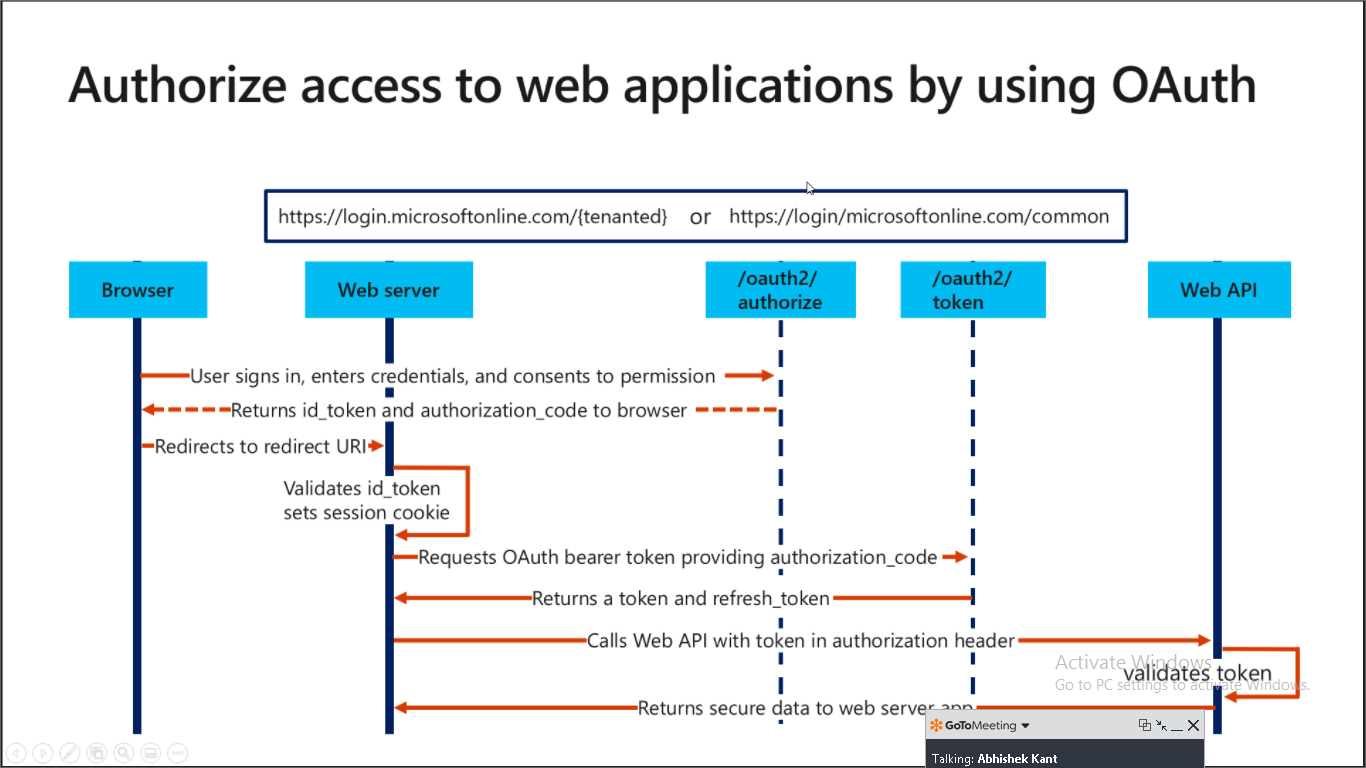 Authorize access to web applications by using OAuth
https://login.microsoftonline.com/{tenanted} or https://login/microsoftonline.com/common
Browser
Web server
/oauth2/
authorize
/oauth2/
token
Web API
User signs in, enters credentials, and consents to permission
Returns id_token and authorization_code to browser
Redirects to redirect URI
Validates id_token
sets session cookie
Requests OAuth bearer token providing authorization_code
Returns a token and refresh_token
Calls Web API with token in authorization header
Activate Windows
validates token
Go to PC settings to activate Windows.
Returns secure data to web server app
GoToMeeting
Talking: Abhishek Kant